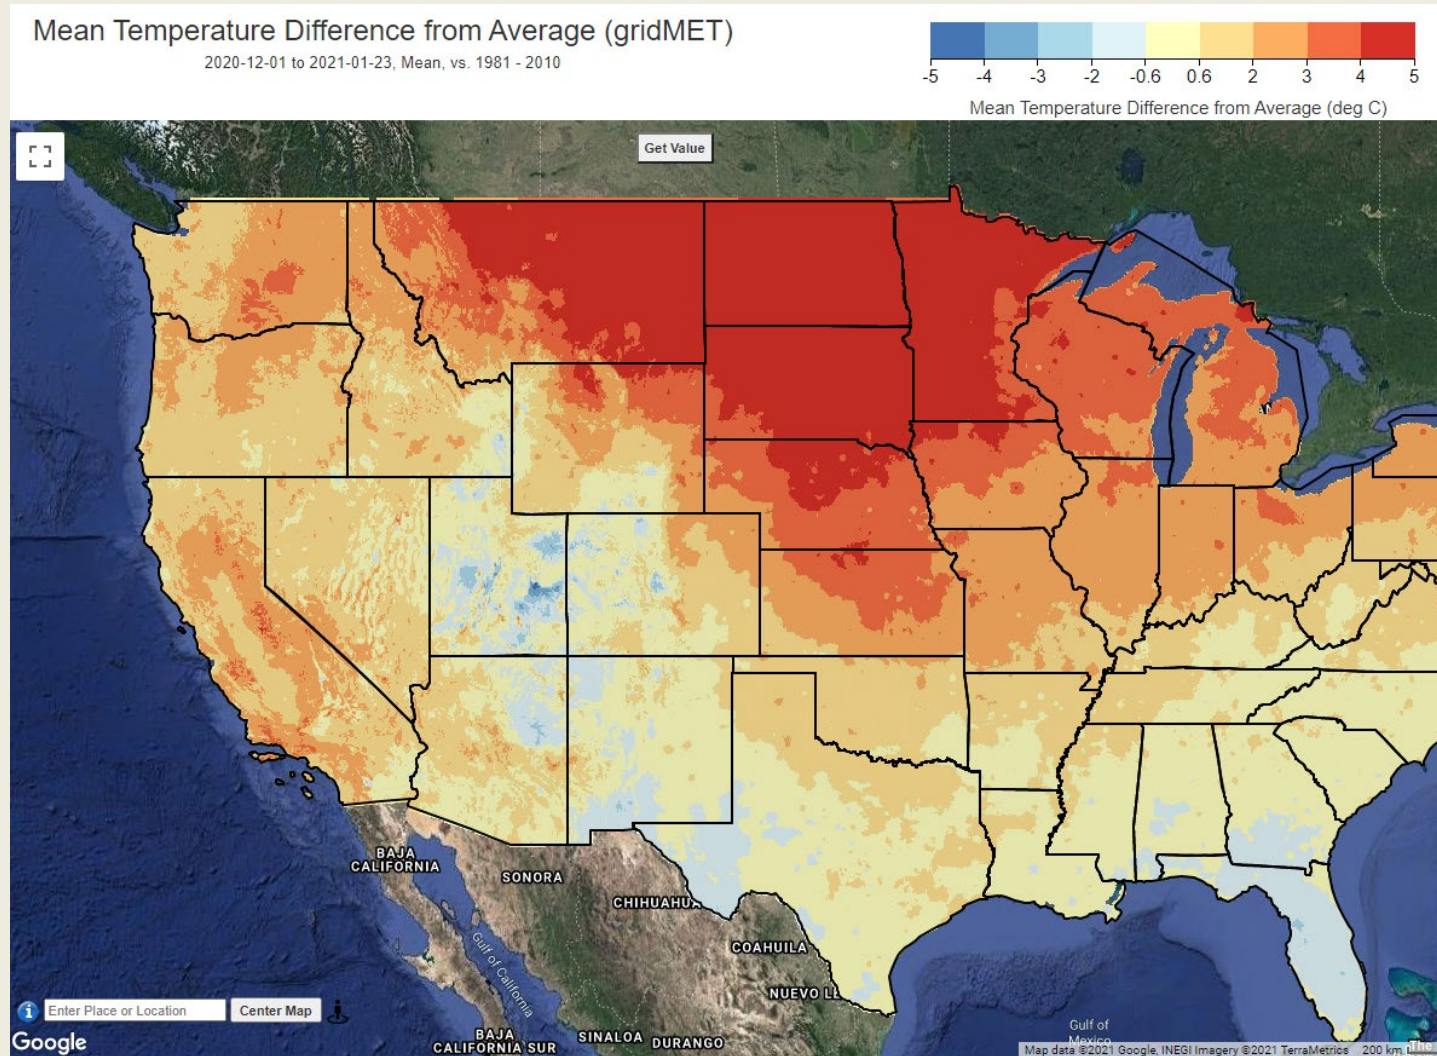 Mean Temperature Difference from Average (gridMET)
2020-12-01 to 2021-01-23, Mean, vs. 1981 - 2010
-5 -4 -3 -2 -0.6 0.6 2 3 4 5
Mean Temperature Difference from Average (deg C)
Get Value
BAJA
CALIFORNIA
SONORA
CHIHUAHUA
COAHUILA
Gulf of California
NUEVO LE
Enter Place or Location
Center Map
Google
BAJA
CALIFORNIA SUR
SINALOA
DURANGO
Gulf of
Mexico
Map data ©2021 Google, INEGI Imagery ©2021 TerraMetrics
200 km
The